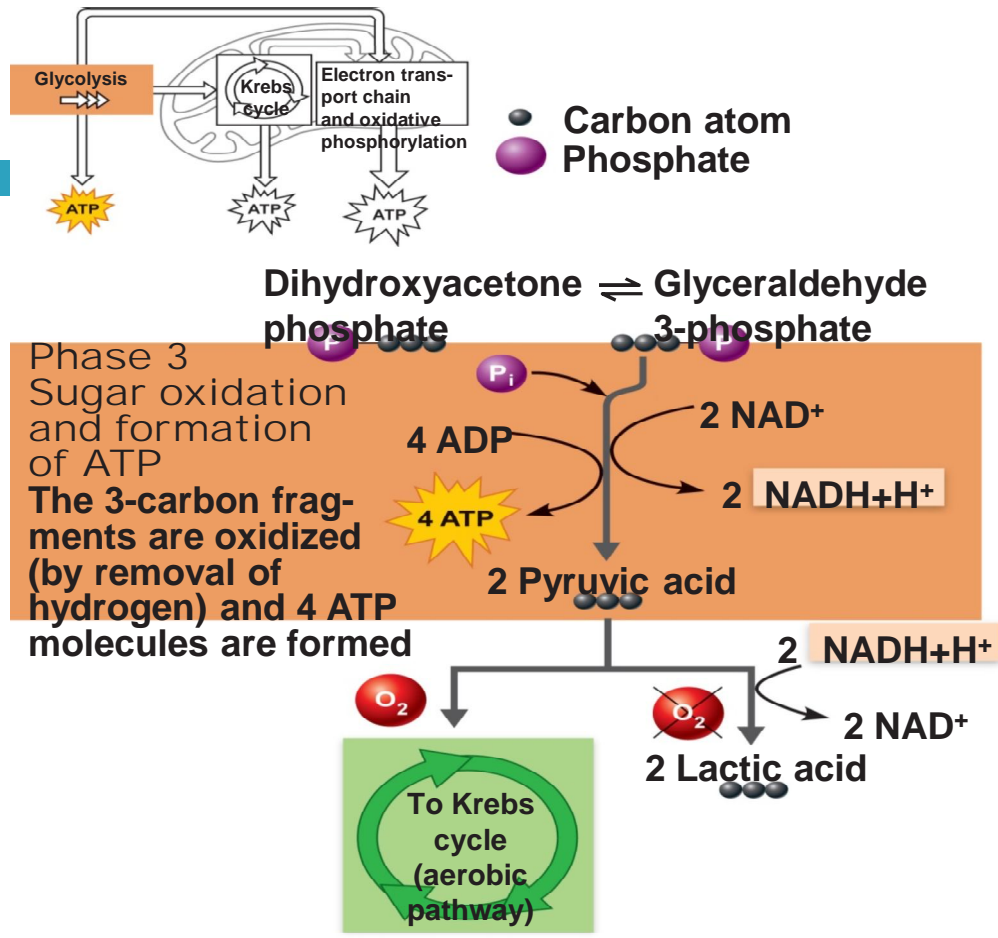 Glycolysis
Krebs
cycle
Electron trans-
port chain
and oxidative
phosphorylation
ATP
ATP
ATP
Carbon atom
Phosphate
Dihydroxyacetone
phosphate
Glyceraldehyde
3-phosphate
P
P
Phase 3
Sugar oxidation
and formation
of ATP
The 3-carbon frag-
ments are oxidized
(by removal of
hydrogen) and 4 ATP
molecules are formed
Pi
2 NAD+
4 ADP
2 NADH+H+
4 ATP
2 Pyruvic acid
2 NADH+H+
O2
O2
2 NAD+
2 Lactic acid
To Krebs
cycle
(aerobic
pathway)